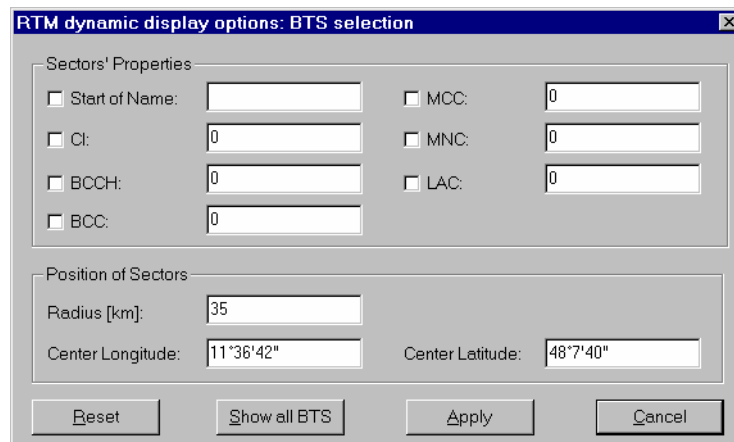 RTM dynamic display options: BTS selection
Sectors' Properties
Start of Name:
MCC: 0
CI: 0
MNC: 0
BCCH: 0
LAC: 0
BCC: 0
Position of Sectors
Radius [km]: 35
Center Longitude: 11°36'42"
Center Latitude: 48°7'40"
Reset
Show all BTS
Apply
Cancel